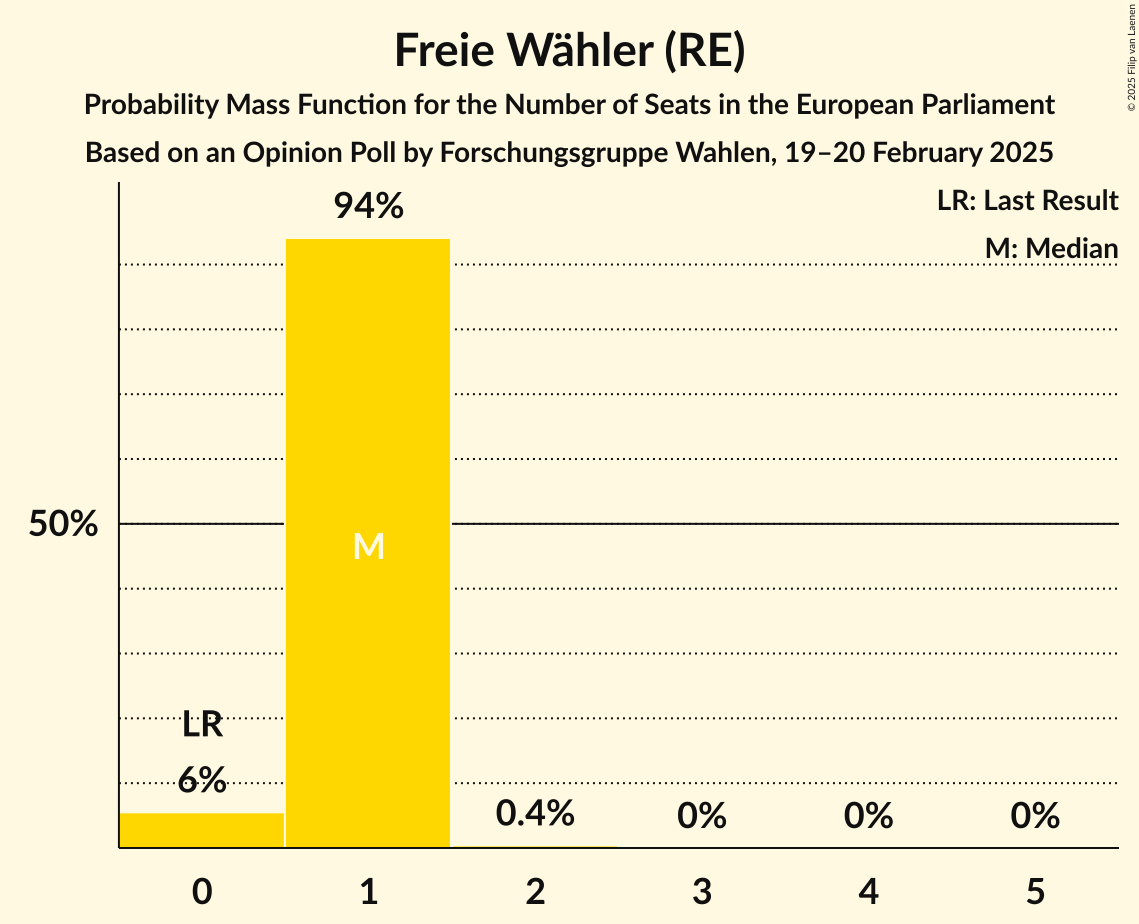 Freie Wähler (RE)
Probability Mass Function for the Number of Seats in the European Parliament
Based on an Opinion Poll by Forschungsgruppe Wahlen, 19–20 February 2025
© 2025 Filip van Laenen
LR: Last Result
M: Median
94%
50%
M
LR
6%
0.4%
0%
0%
0%
0
1
2
3
4
5